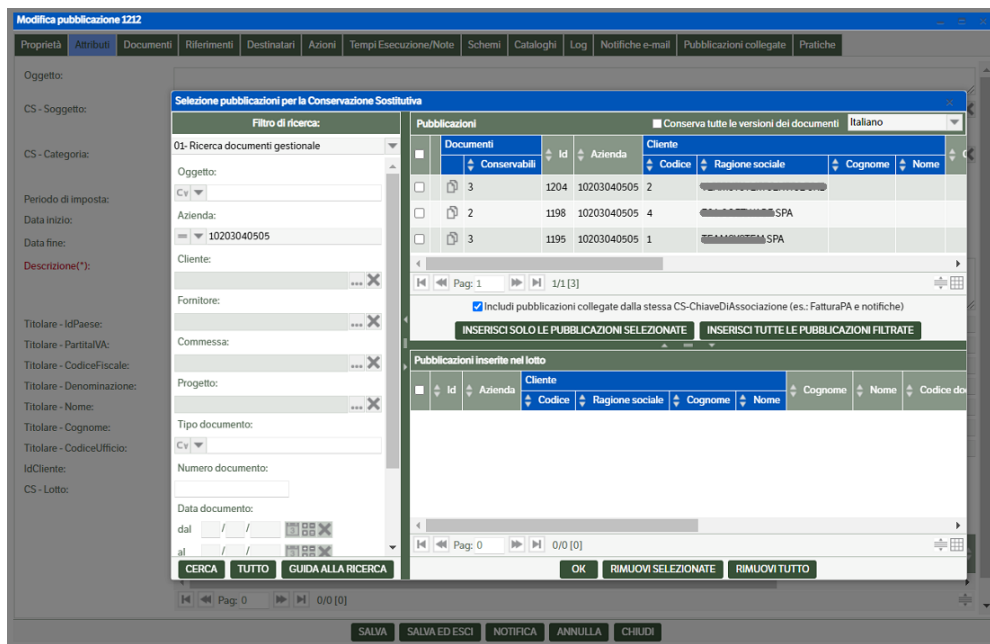 Modifica pubblicazione 1212
Proprietà Attributi Documenti Riferimenti Destinatari Azioni Tempi Esecuzione/Note Schemi Cataloghi Log Notifiche e-mail Pubblicazioni collegate Pratiche
Oggetto:
CS - Soggetto:
CS - Categoria:
Periodo di imposta:
Data inizio:
Data fine:
Descrizione(*):
Titolare - IdPaese:
Titolare - PartitaIVA:
Titolare - CodiceFiscale:
Titolare - Denominazione:
Titolare - Nome:
Titolare - Cognome:
Titolare - CodiceUfficio:
IdCliente:
CS - Lotto:
Selezione pubblicazioni per la Conservazione Sostitutiva
Filtro di ricerca:
01- Ricerca documenti gestionale
Oggetto:
Azienda:
= 10203040505
Cliente:
...
Fornitore:
...
Commessa:
...
Progetto:
...
Tipo documento:
Numero documento:
Data documento:
dal / /
al / /
CERCA TUTTO GUIDA ALLA RICERCA
Pubblicazioni Conserva tutte le versioni dei documenti Italiano
Documenti Id Azienda Cliente
Conservabili Codice Ragione sociale Cognome Nome
3 1204 10203040505 2
2 1198 10203040505 4 SPA
3 1195 10203040505 1 SPA
Pag: 1 1/1 [3]
Includi pubblicazioni collegate dalla stessa CS-ChiaveDiAssociazione (es.: FatturaPA e notifiche)
INSERISCI SOLO LE PUBBLICAZIONI SELEZIONATE INSERISCI TUTTE LE PUBBLICAZIONI FILTRATE
Pubblicazioni inserite nel lotto
Id Azienda Cliente Cognome Nome Codice do
Codice Ragione sociale Cognome Nome
Pag: 0 0/0 [0]
OK RIMUOVI SELEZIONATE RIMUOVI TUTTO
Pag: 0 0/0 [0]
SALVA SALVA ED ESCI NOTIFICA ANNULLA CHIUDI